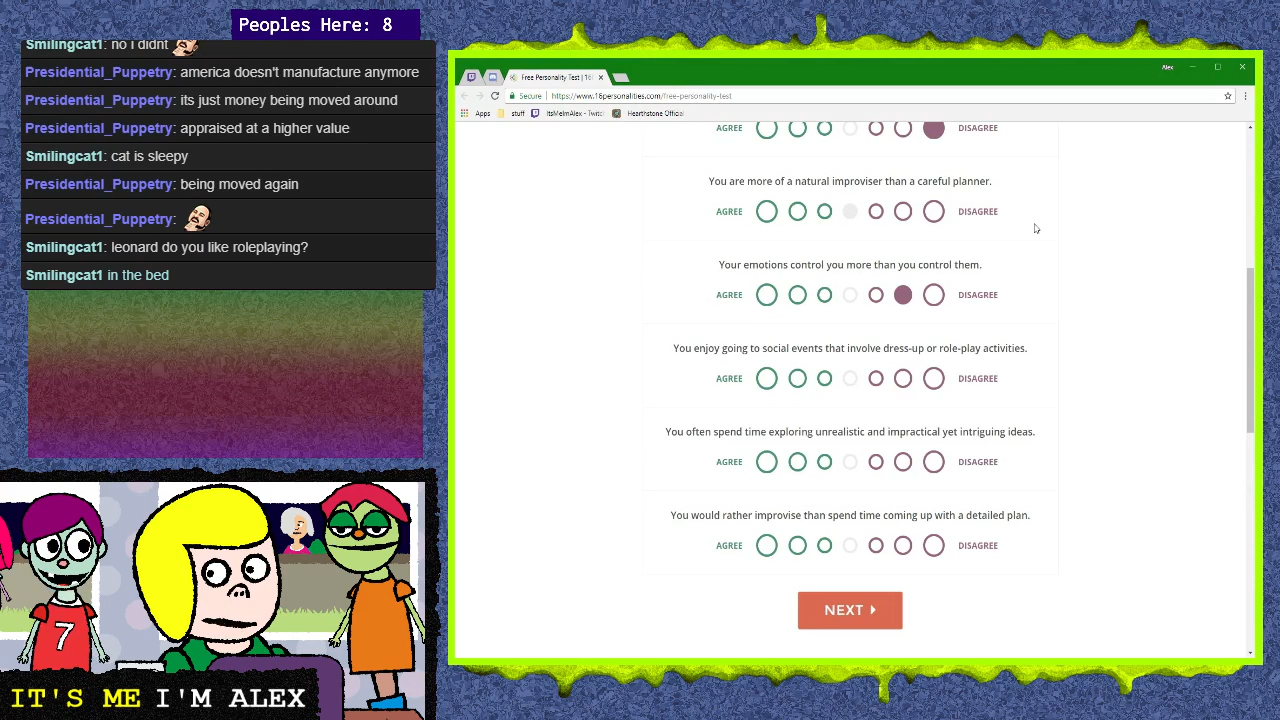 Peoples Here: 8
Smilingcat1: no i didnt
Presidential_Puppetry: america doesn't manufacture anymore
Presidential_Puppetry: its just money being moved around
Presidential_Puppetry: appraised at a higher value
Smilingcat1: cat is sleepy
Presidential_Puppetry: being moved again
Presidential_Puppetry:
Smilingcat1: leonard do you like roleplaying?
Smilingcat1 in the bed
7
IT'S ME I'M ALEX
Free Personality Test | 16
Alex
Secure https://www.16personalities.com/free-personality-test
Apps stuff ItsMeImAlex - Twitc Hearthstone Officia
AGREE DISAGREE
You are more of a natural improviser than a careful planner.
AGREE DISAGREE
Your emotions control you more than you control them.
AGREE DISAGREE
You enjoy going to social events that involve dress-up or role-play activities.
AGREE DISAGREE
You often spend time exploring unrealistic and impractical yet intriguing ideas.
AGREE DISAGREE
You would rather improvise than spend time coming up with a detailed plan.
AGREE DISAGREE
NEXT